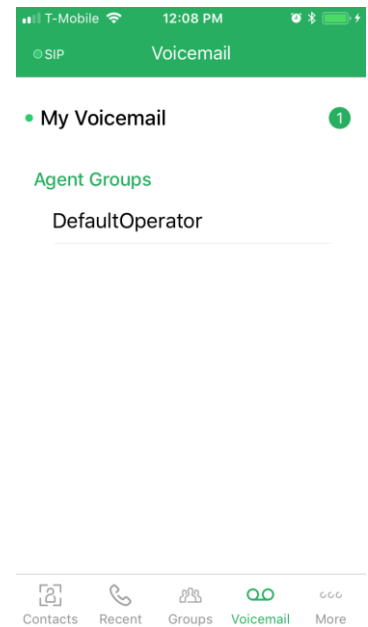 T-Mobile 12:08 PM
SIP Voicemail
My Voicemail 1
Agent Groups
DefaultOperator
Contacts Recent Groups Voicemail More